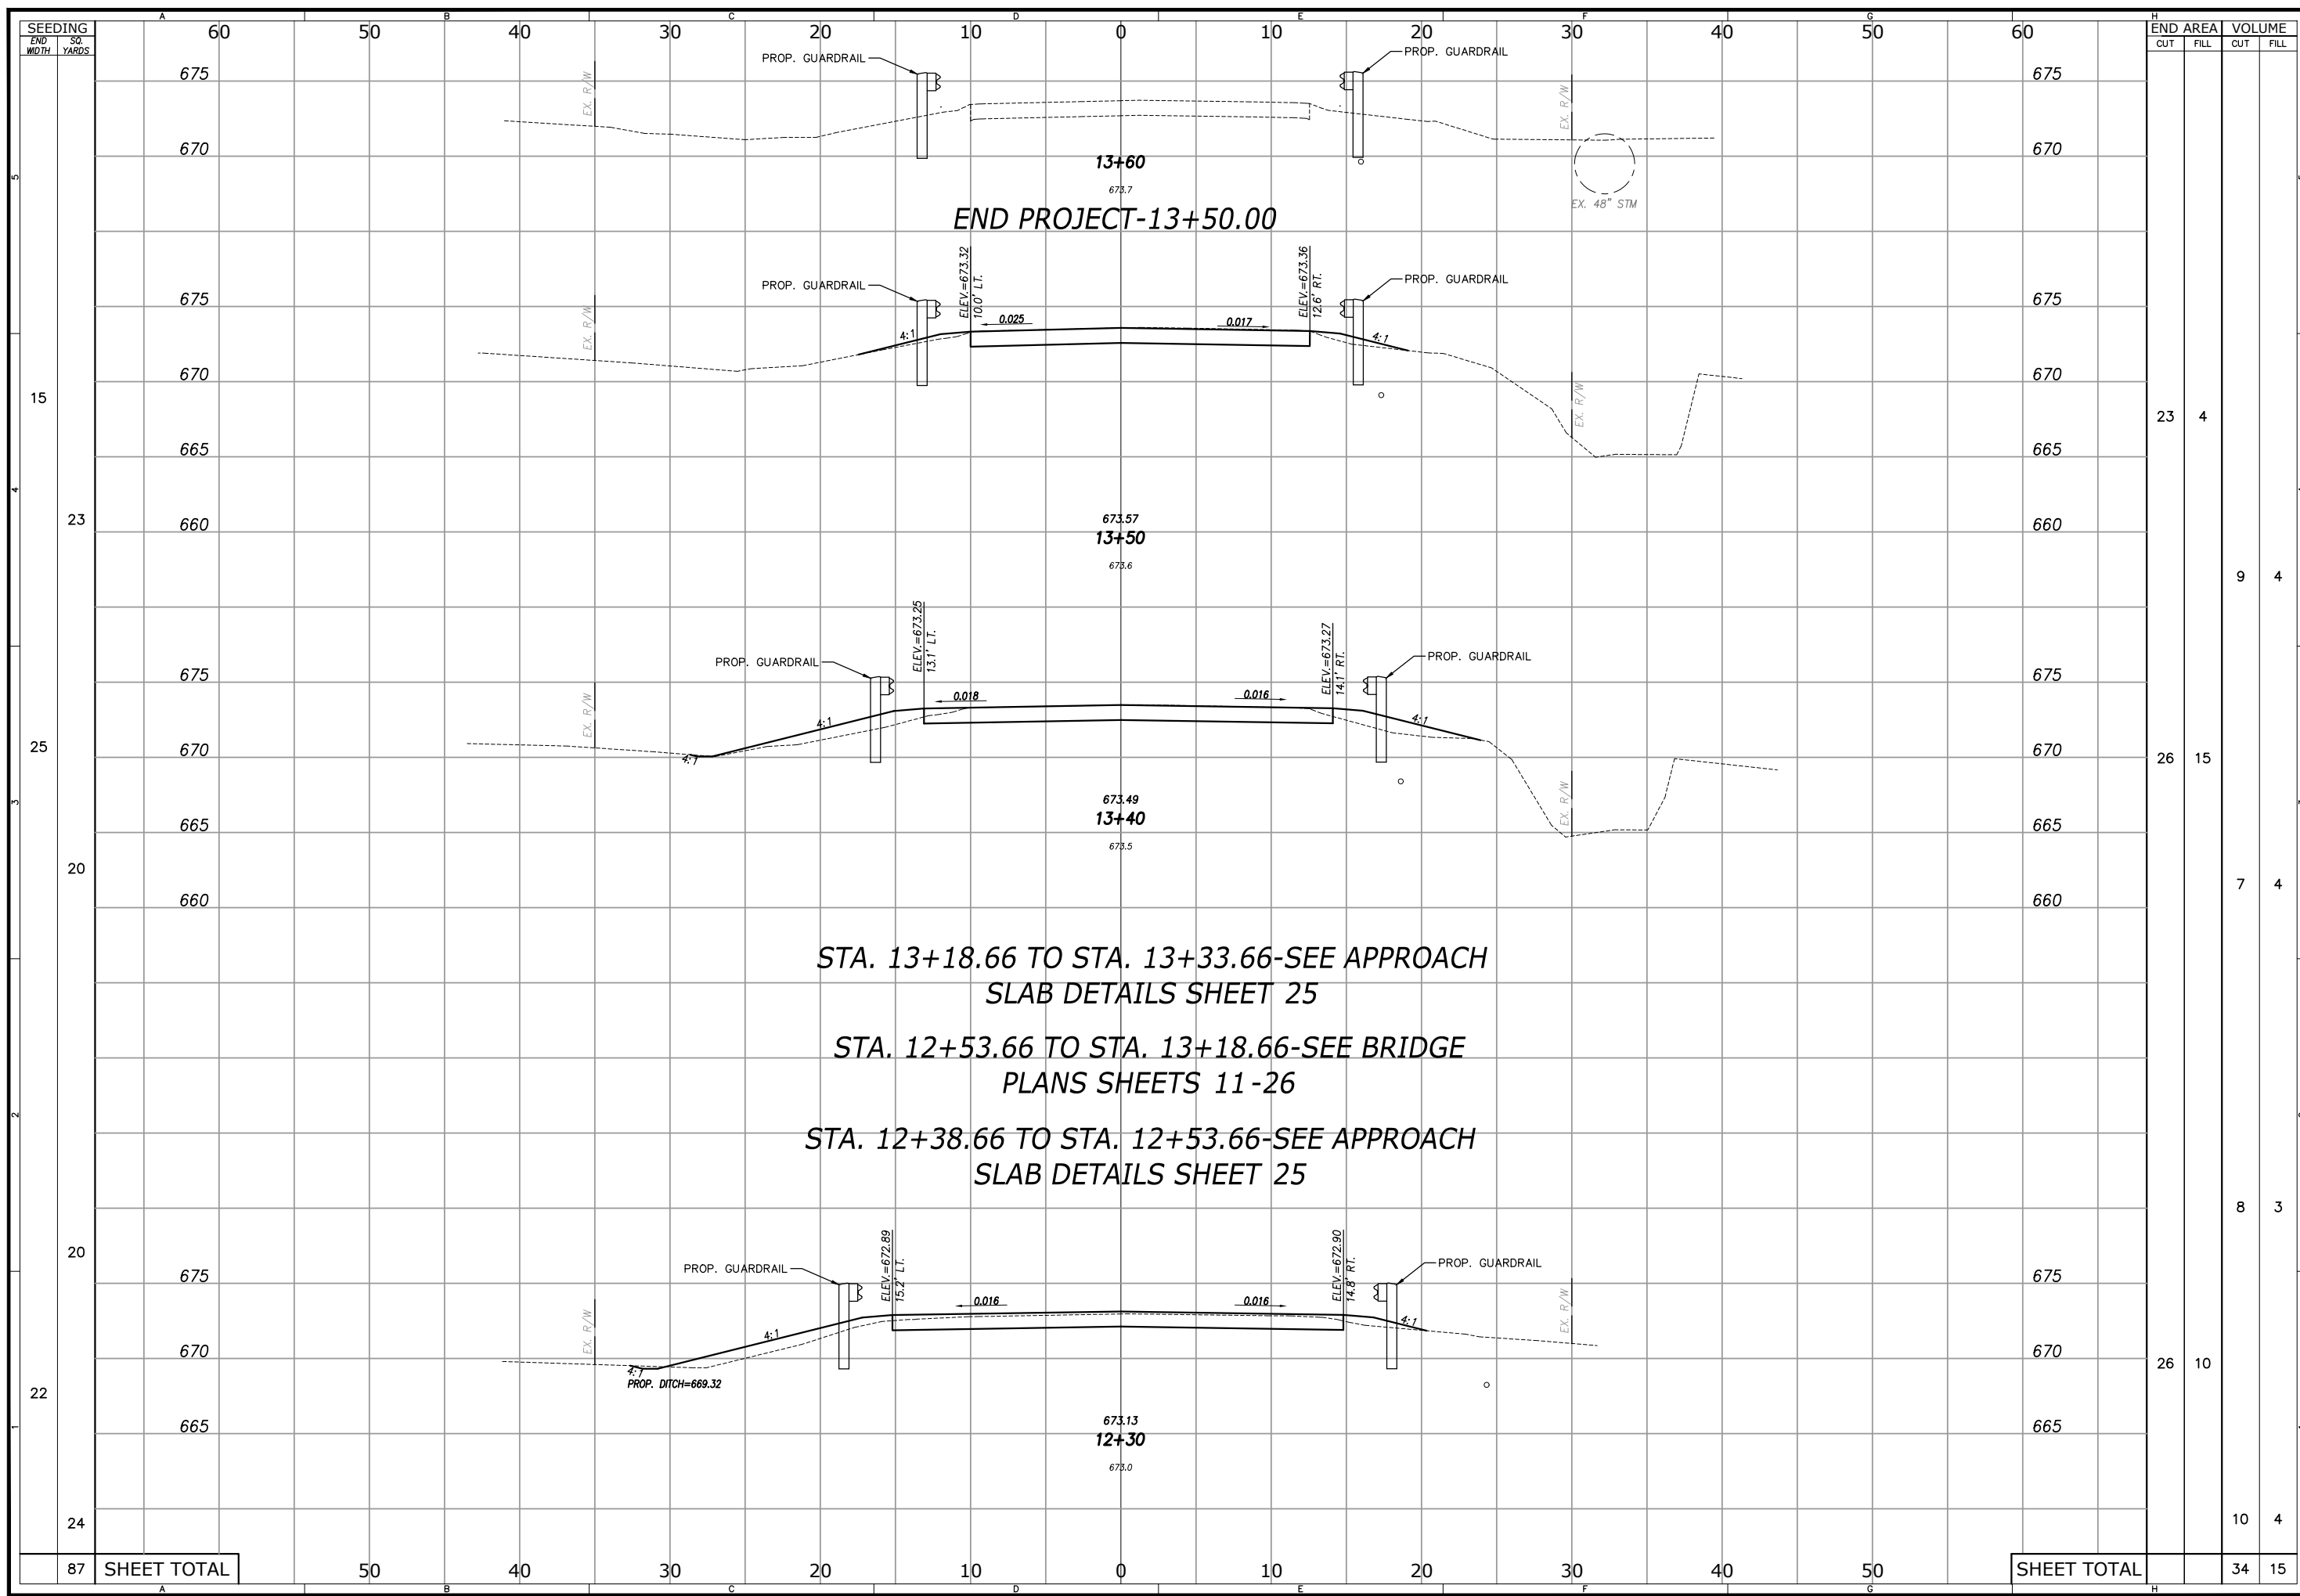 A B C D E F G H
SEEDING
END WIDTH
SQ. YARDS
60 50 40 30 20 10 0 10 20 30 40 50 60
END AREA VOLUME
CUT FILL CUT FILL
PROP. GUARDRAIL
PROP. GUARDRAIL
EX. R/W
EX. R/W
675 675
670 670
13+60
673.7
EX. 48" STM
5
END PROJECT-13+50.00
ELEV.=673.32
10.0' LT.
ELEV.=673.36
12.6' RT.
PROP. GUARDRAIL
PROP. GUARDRAIL
EX. R/W
EX. R/W
675 675
0.025 0.017
4:1 4:1
670 670
15 23 4
665 665
4
23 660 660
673.57
13+50
673.6
9 4
ELEV.=673.25
13.1' LT.
ELEV.=673.27
14.1' RT.
PROP. GUARDRAIL
PROP. GUARDRAIL
EX. R/W
EX. R/W
675 675
0.018 0.016
4:1 4:1
25 670 670 26 15
4:1
673.49
13+40
673.5
3
665 665
20 7 4
660 660
STA. 13+18.66 TO STA. 13+33.66-SEE APPROACH
SLAB DETAILS SHEET 25
STA. 12+53.66 TO STA. 13+18.66-SEE BRIDGE
PLANS SHEETS 11-26
2
STA. 12+38.66 TO STA. 12+53.66-SEE APPROACH
SLAB DETAILS SHEET 25
8 3
20
ELEV.=672.89
15.2' LT.
ELEV.=672.90
14.8' RT.
PROP. GUARDRAIL
PROP. GUARDRAIL
EX. R/W
EX. R/W
675 675
0.016 0.016
4:1 4:1
670 670
4:1
PROP. DITCH=669.32
22 26 10
665 665
673.13
12+30
673.0
1
24 10 4
87 SHEET TOTAL
50 40 30 20 10 0 10 20 30 40 50
SHEET TOTAL 34 15
A B C D E F G H